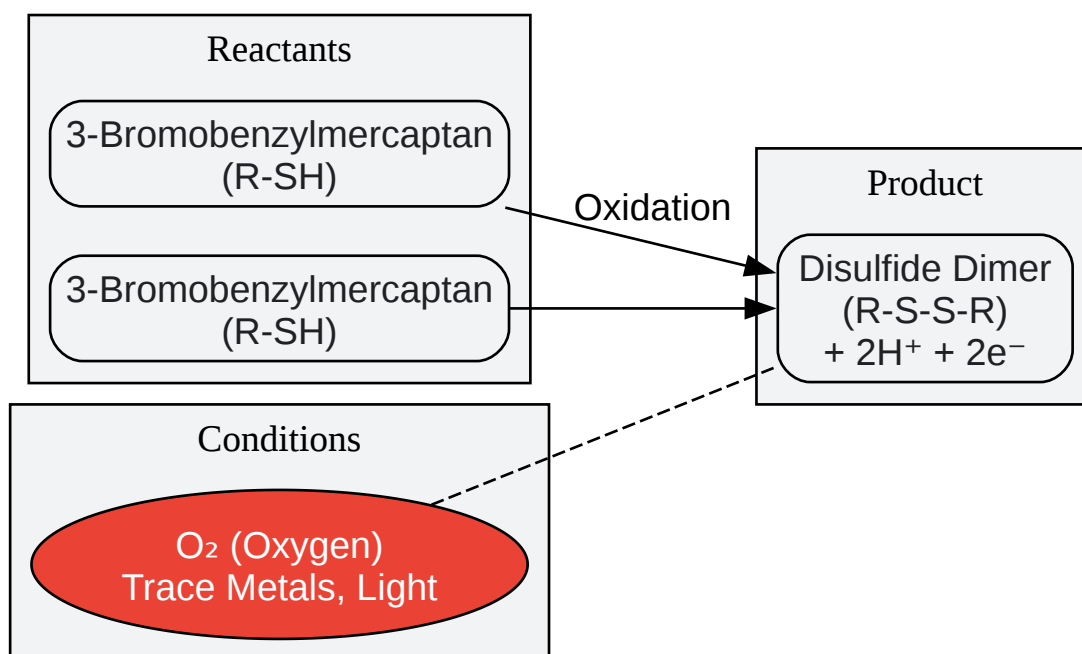 Reactants
3-Bromobenzylmercaptan
(R-SH)
Oxidation
3-Bromobenzylmercaptan
(R-SH)
Product
Disulfide Dimer
(R-S-S-R)
+ 2H⁺ + 2e⁻
Conditions
O₂ (Oxygen)
Trace Metals, Light